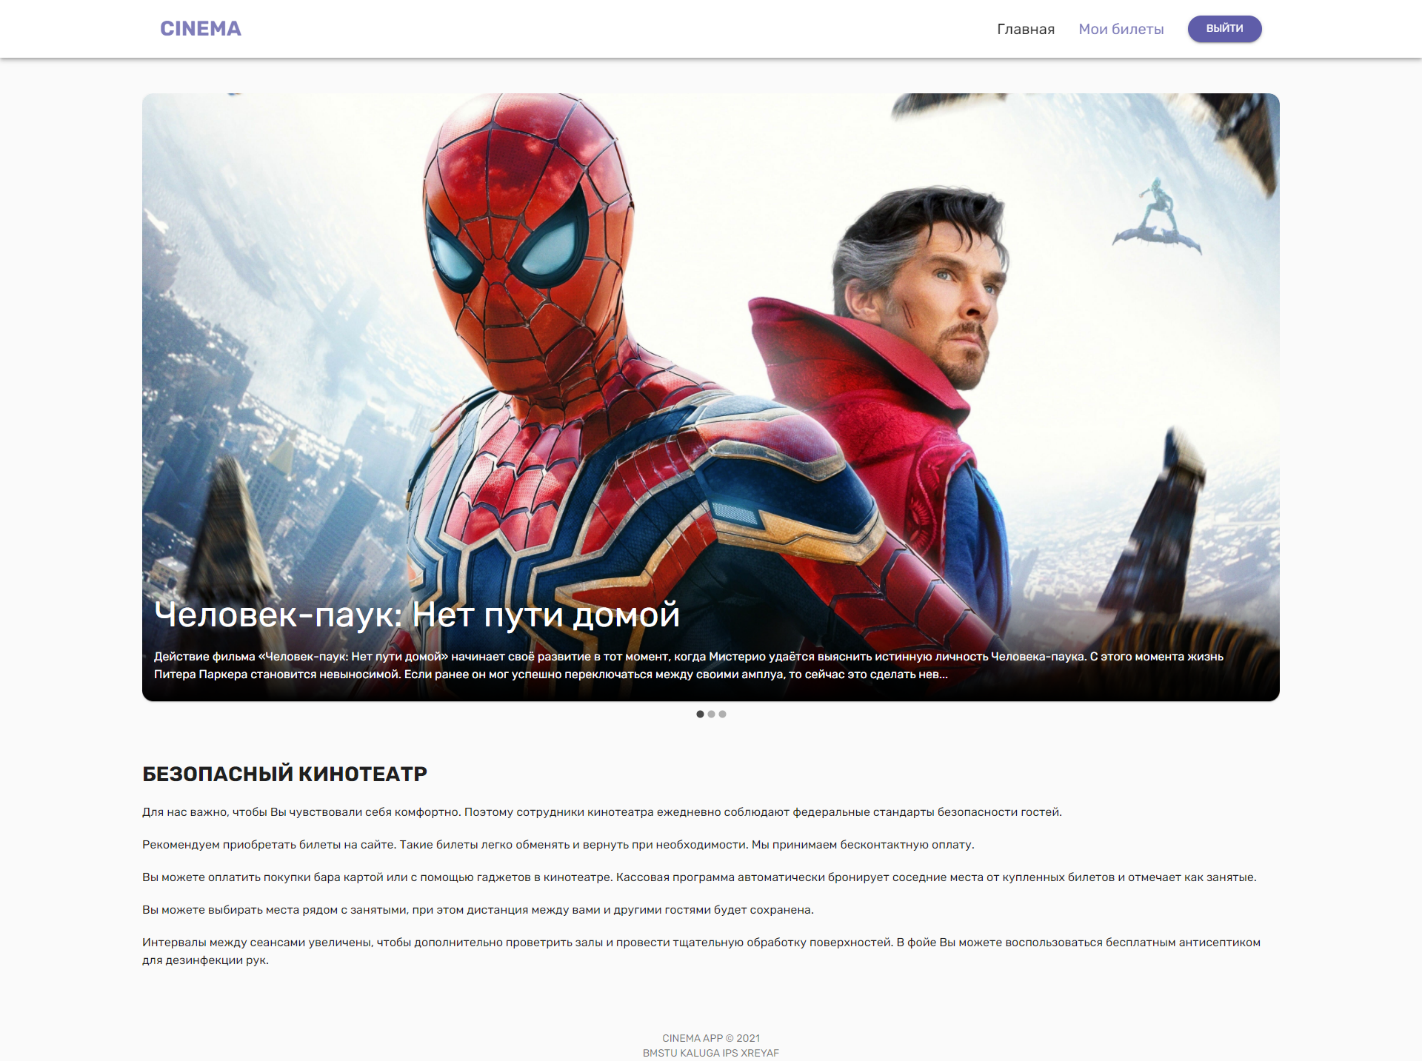 CINEMA
Главная
Мои билеты
ВЫЙТИ
Человек-паук: Нет пути домой
Действие фильма «Человек-паук: Нет пути домой» начинает своё развитие в тот момент, когда Мистерио удаётся выяснить истинную личность Человека-паука. С этого момента жизнь
Питера Паркера становится невыносимой. Если ранее он мог успешно переключаться между своими амплуа, то сейчас это сделать нев...
БЕЗОПАСНЫЙ КИНОТЕАТР
Для нас важно, чтобы Вы чувствовали себя комфортно. Поэтому сотрудники кинотеатра ежедневно соблюдают федеральные стандарты безопасности гостей.
Рекомендуем приобретать билеты на сайте. Такие билеты легко обменять и вернуть при необходимости. Мы принимаем бесконтактную оплату.
Вы можете оплатить покупки бара картой или с помощью гаджетов в кинотеатре. Кассовая программа автоматически бронирует соседние места от купленных билетов и отмечает как занятые.
Вы можете выбирать места рядом с занятыми, при этом дистанция между вами и другими гостями будет сохранена.
Интервалы между сеансами увеличены, чтобы дополнительно проветрить залы и провести тщательную обработку поверхностей. В фойе Вы можете воспользоваться бесплатным антисептиком
для дезинфекции рук.
CINEMA APP © 2021
BMSTU KALUGA IPS XREYAF